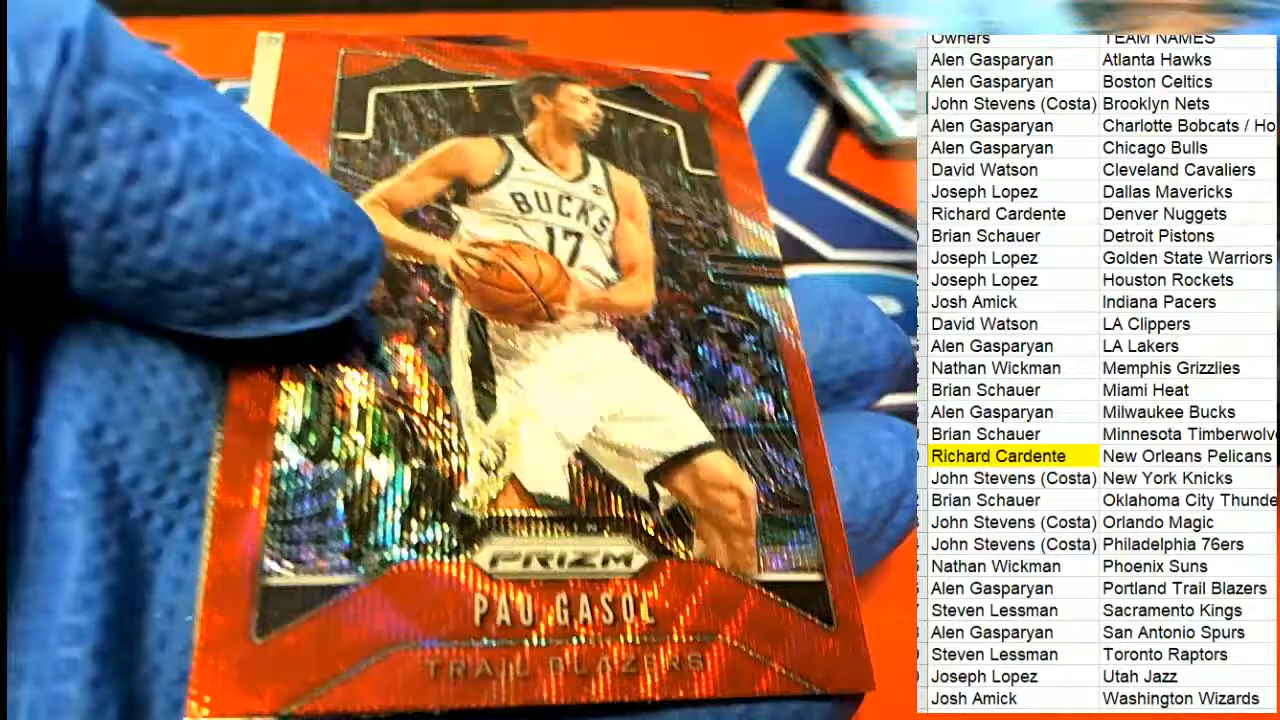 BUCKS
17
PRIZM
PAU GASOL
TRAIL BLAZERS
Owners TEAM NAMES
Alen Gasparyan Atlanta Hawks
Alen Gasparyan Boston Celtics
John Stevens (Costa) Brooklyn Nets
Alen Gasparyan Charlotte Bobcats / Ho
Alen Gasparyan Chicago Bulls
David Watson Cleveland Cavaliers
Joseph Lopez Dallas Mavericks
Richard Cardente Denver Nuggets
Brian Schauer Detroit Pistons
Joseph Lopez Golden State Warriors
Joseph Lopez Houston Rockets
Josh Amick Indiana Pacers
David Watson LA Clippers
Alen Gasparyan LA Lakers
Nathan Wickman Memphis Grizzlies
Brian Schauer Miami Heat
Alen Gasparyan Milwaukee Bucks
Brian Schauer Minnesota Timberwolv
Richard Cardente New Orleans Pelicans
John Stevens (Costa) New York Knicks
Brian Schauer Oklahoma City Thunde
John Stevens (Costa) Orlando Magic
John Stevens (Costa) Philadelphia 76ers
Nathan Wickman Phoenix Suns
Alen Gasparyan Portland Trail Blazers
Steven Lessman Sacramento Kings
Alen Gasparyan San Antonio Spurs
Steven Lessman Toronto Raptors
Joseph Lopez Utah Jazz
Josh Amick Washington Wizards